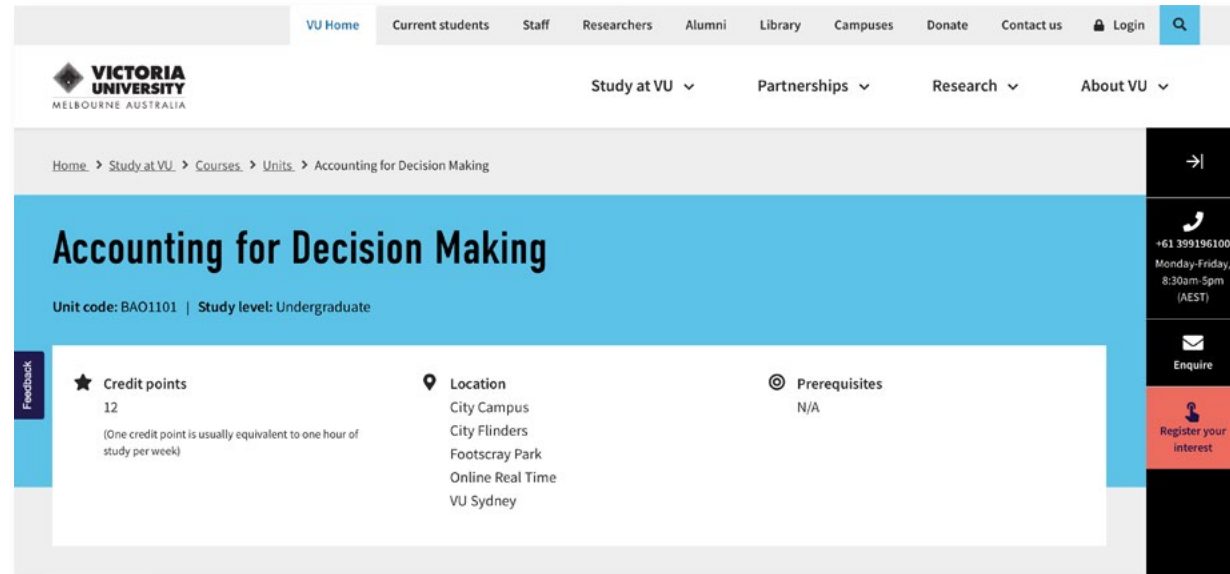 VU Home Current students Staff Researchers Alumni Library Campuses Donate Contact us Login
VICTORIA
UNIVERSITY
MELBOURNE AUSTRALIA
Study at VU Partnerships Research About VU
Home > Study at VU > Courses > Units > Accounting for Decision Making
Accounting for Decision Making
Unit code: BAO1101 | Study level: Undergraduate
Credit points
12
(One credit point is usually equivalent to one hour of
study per week)
Location
City Campus
City Flinders
Footscray Park
Online Real Time
VU Sydney
Prerequisites
N/A
Feedback
+61 399196100
Monday-Friday,
8:30am-5pm
(AEST)
Enquire
Register your
interest